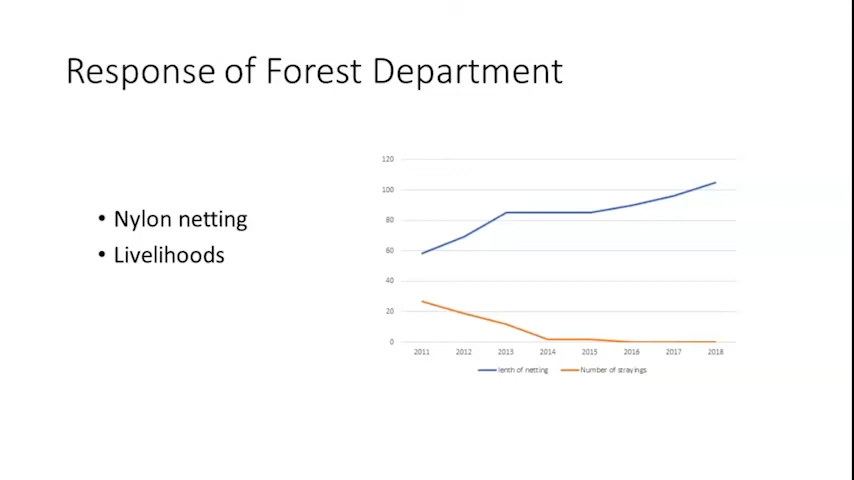 Response of Forest Department
• Nylon netting
• Livelihoods
120
100
80
60
40
20
0
2011 2012 2013 2014 2015 2016 2017 2018
lenth of netting Number of strayings